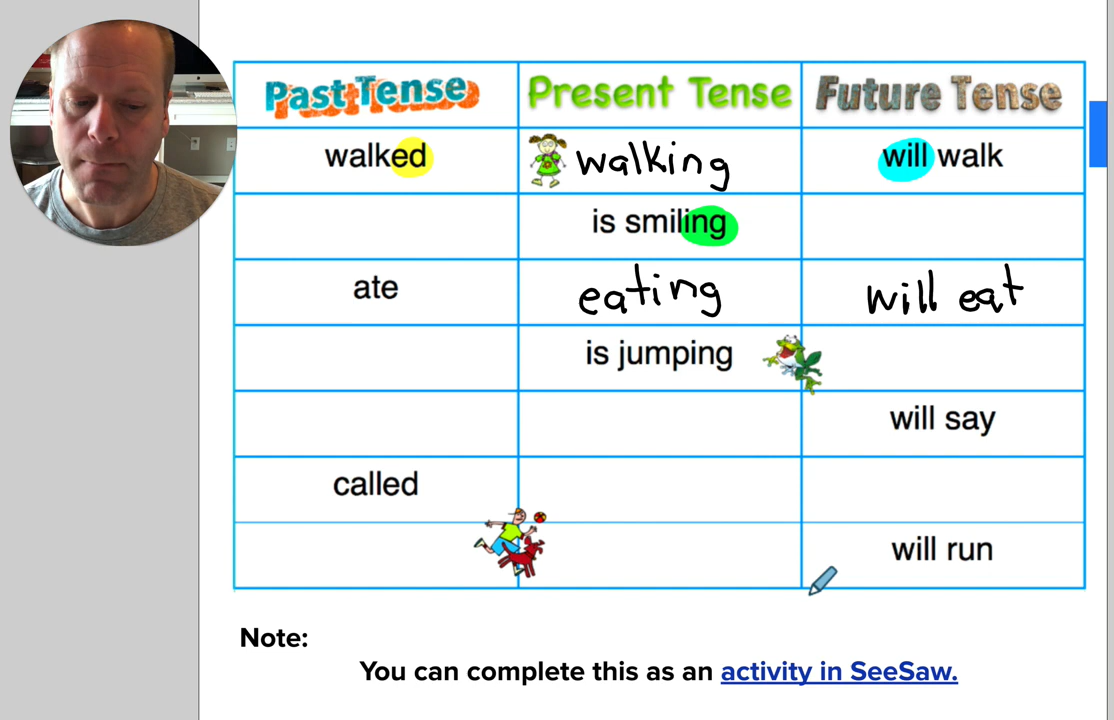 Past Tense Present Tense Future Tense
walked walking will walk
is smiling
ate eating will eat
is jumping
will say
called
will run
Note:
You can complete this as an activity in SeeSaw.